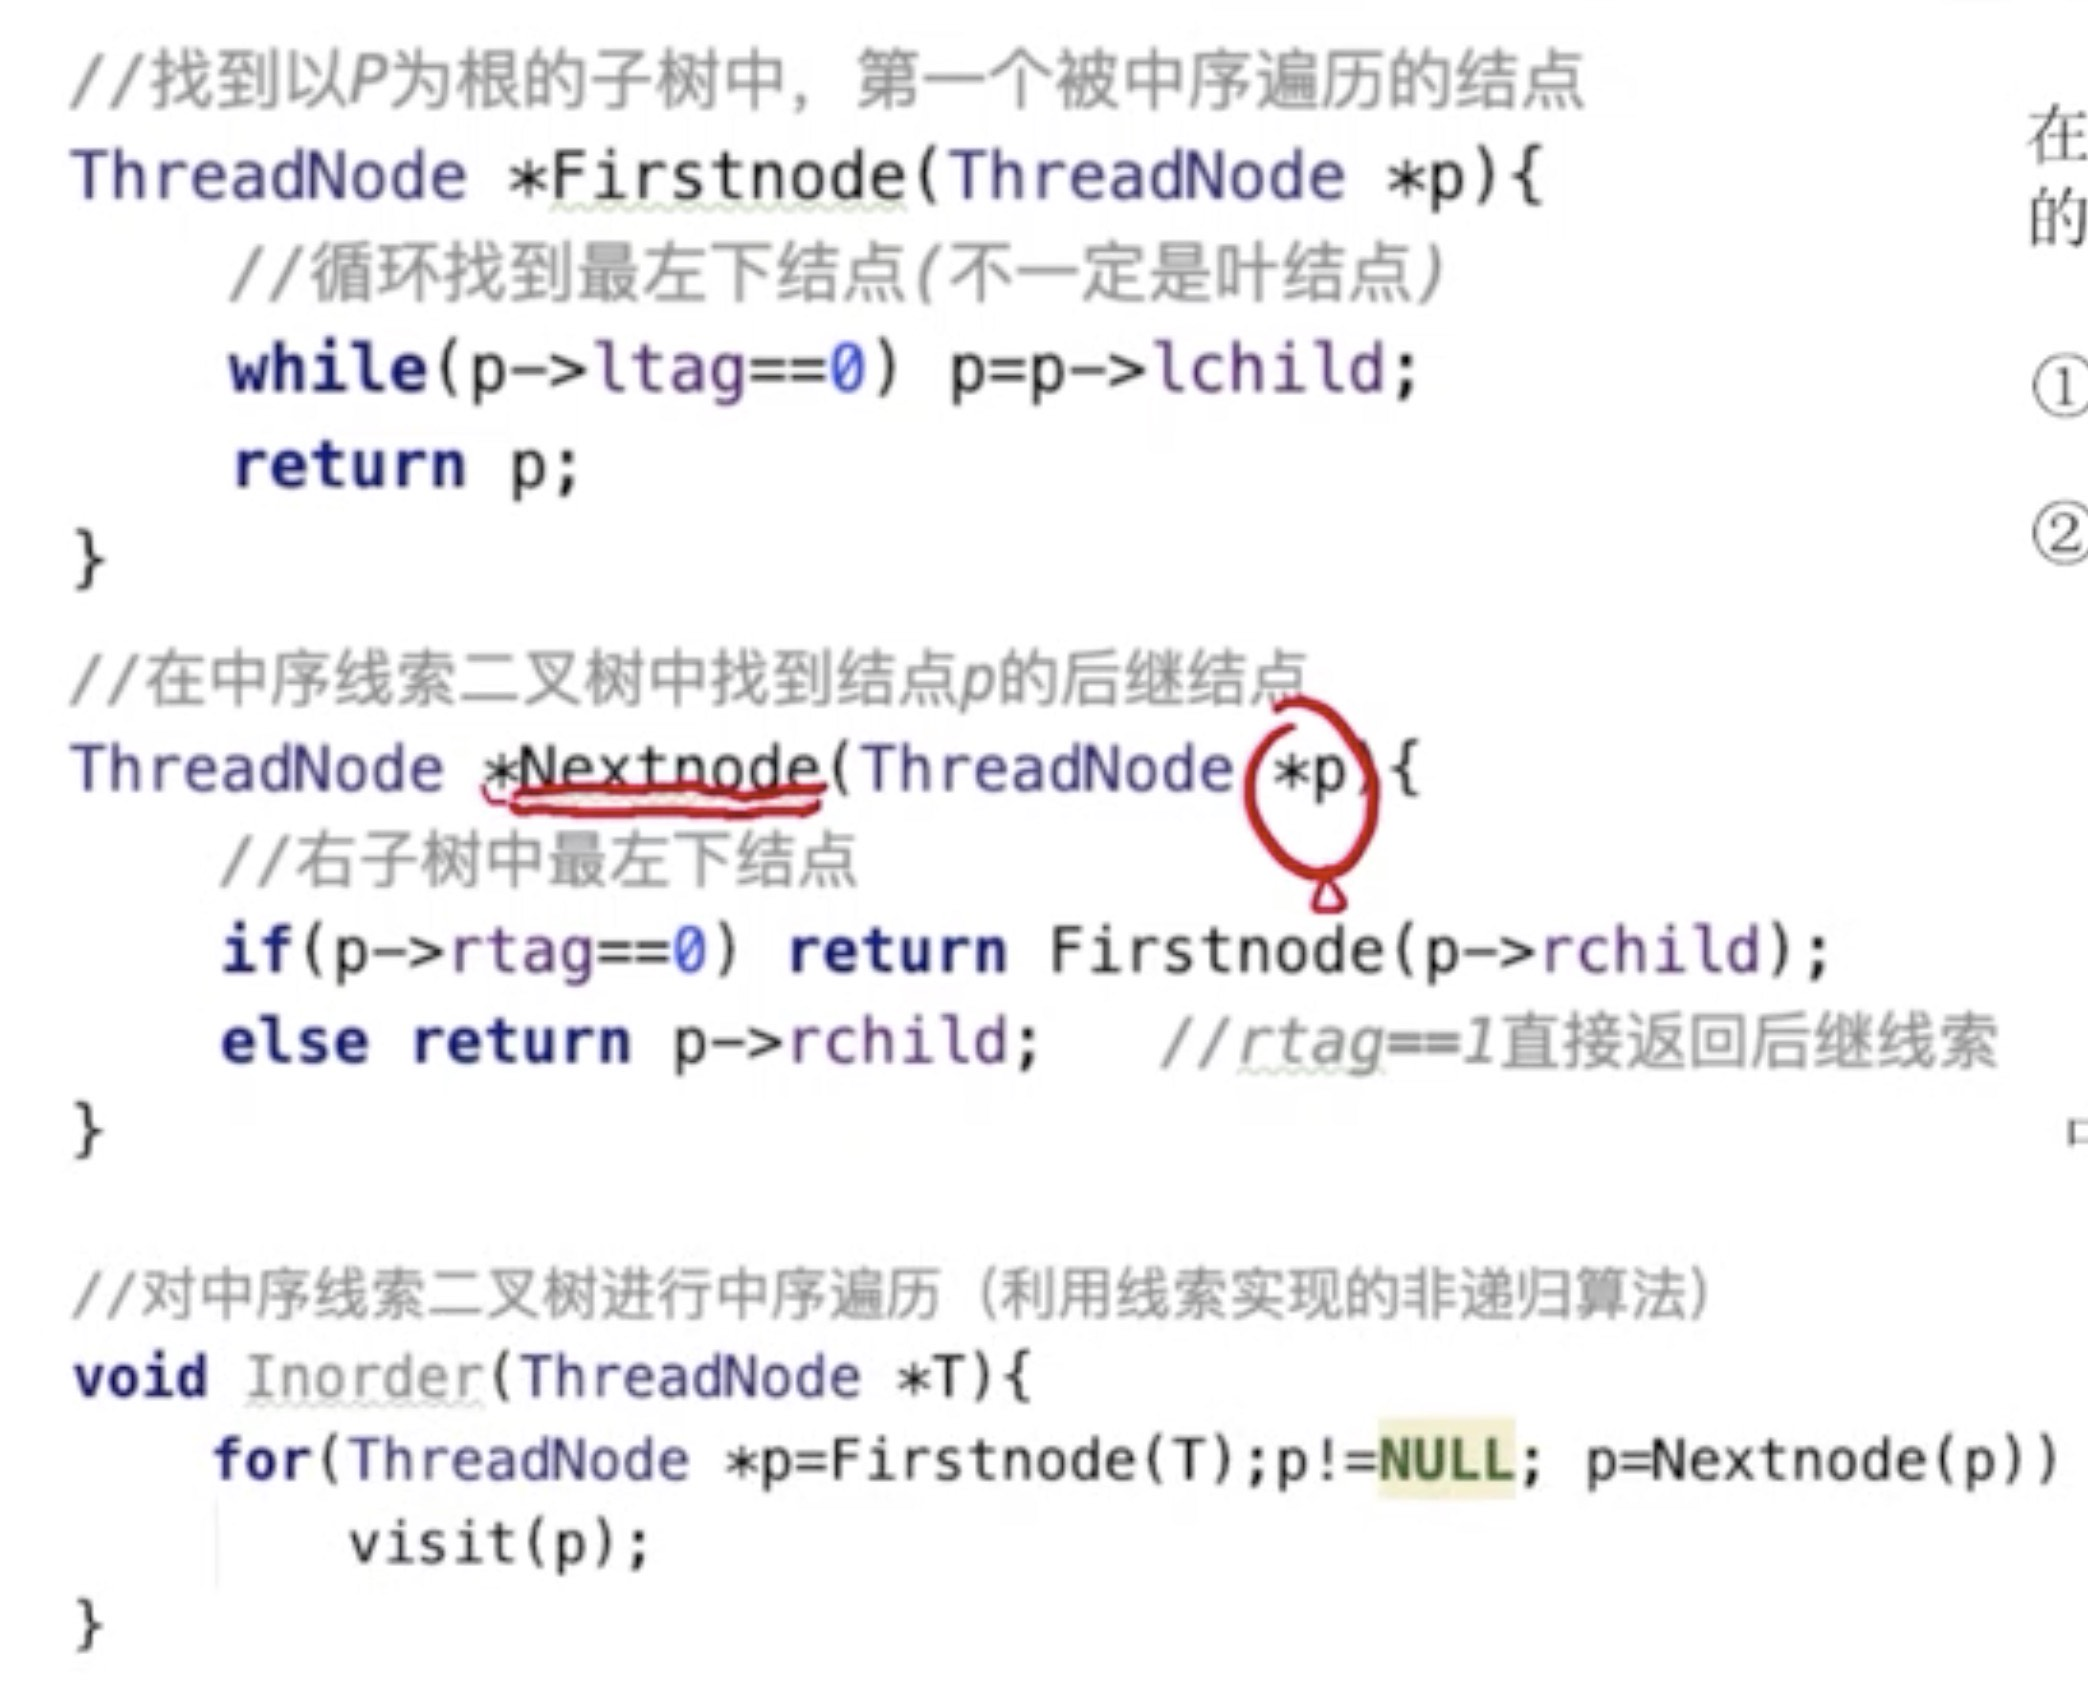 //找到以P为根的子树中，第一个被中序遍历的结点
ThreadNode *Firstnode(ThreadNode *p){
//循环找到最左下结点(不一定是叶结点)
while(p->ltag==0) p=p->lchild;
return p;
}
//在中序线索二叉树中找到结点p的后继结点
ThreadNode *Nextnode(ThreadNode *p){
//右子树中最左下结点
if(p->rtag==0) return Firstnode(p->rchild);
else return p->rchild; //rtag==1直接返回后继线索
}
//对中序线索二叉树进行中序遍历（利用线索实现的非递归算法）
void Inorder(ThreadNode *T){
for(ThreadNode *p=Firstnode(T);p!=NULL; p=Nextnode(p))
visit(p);
}
在
的
①
②